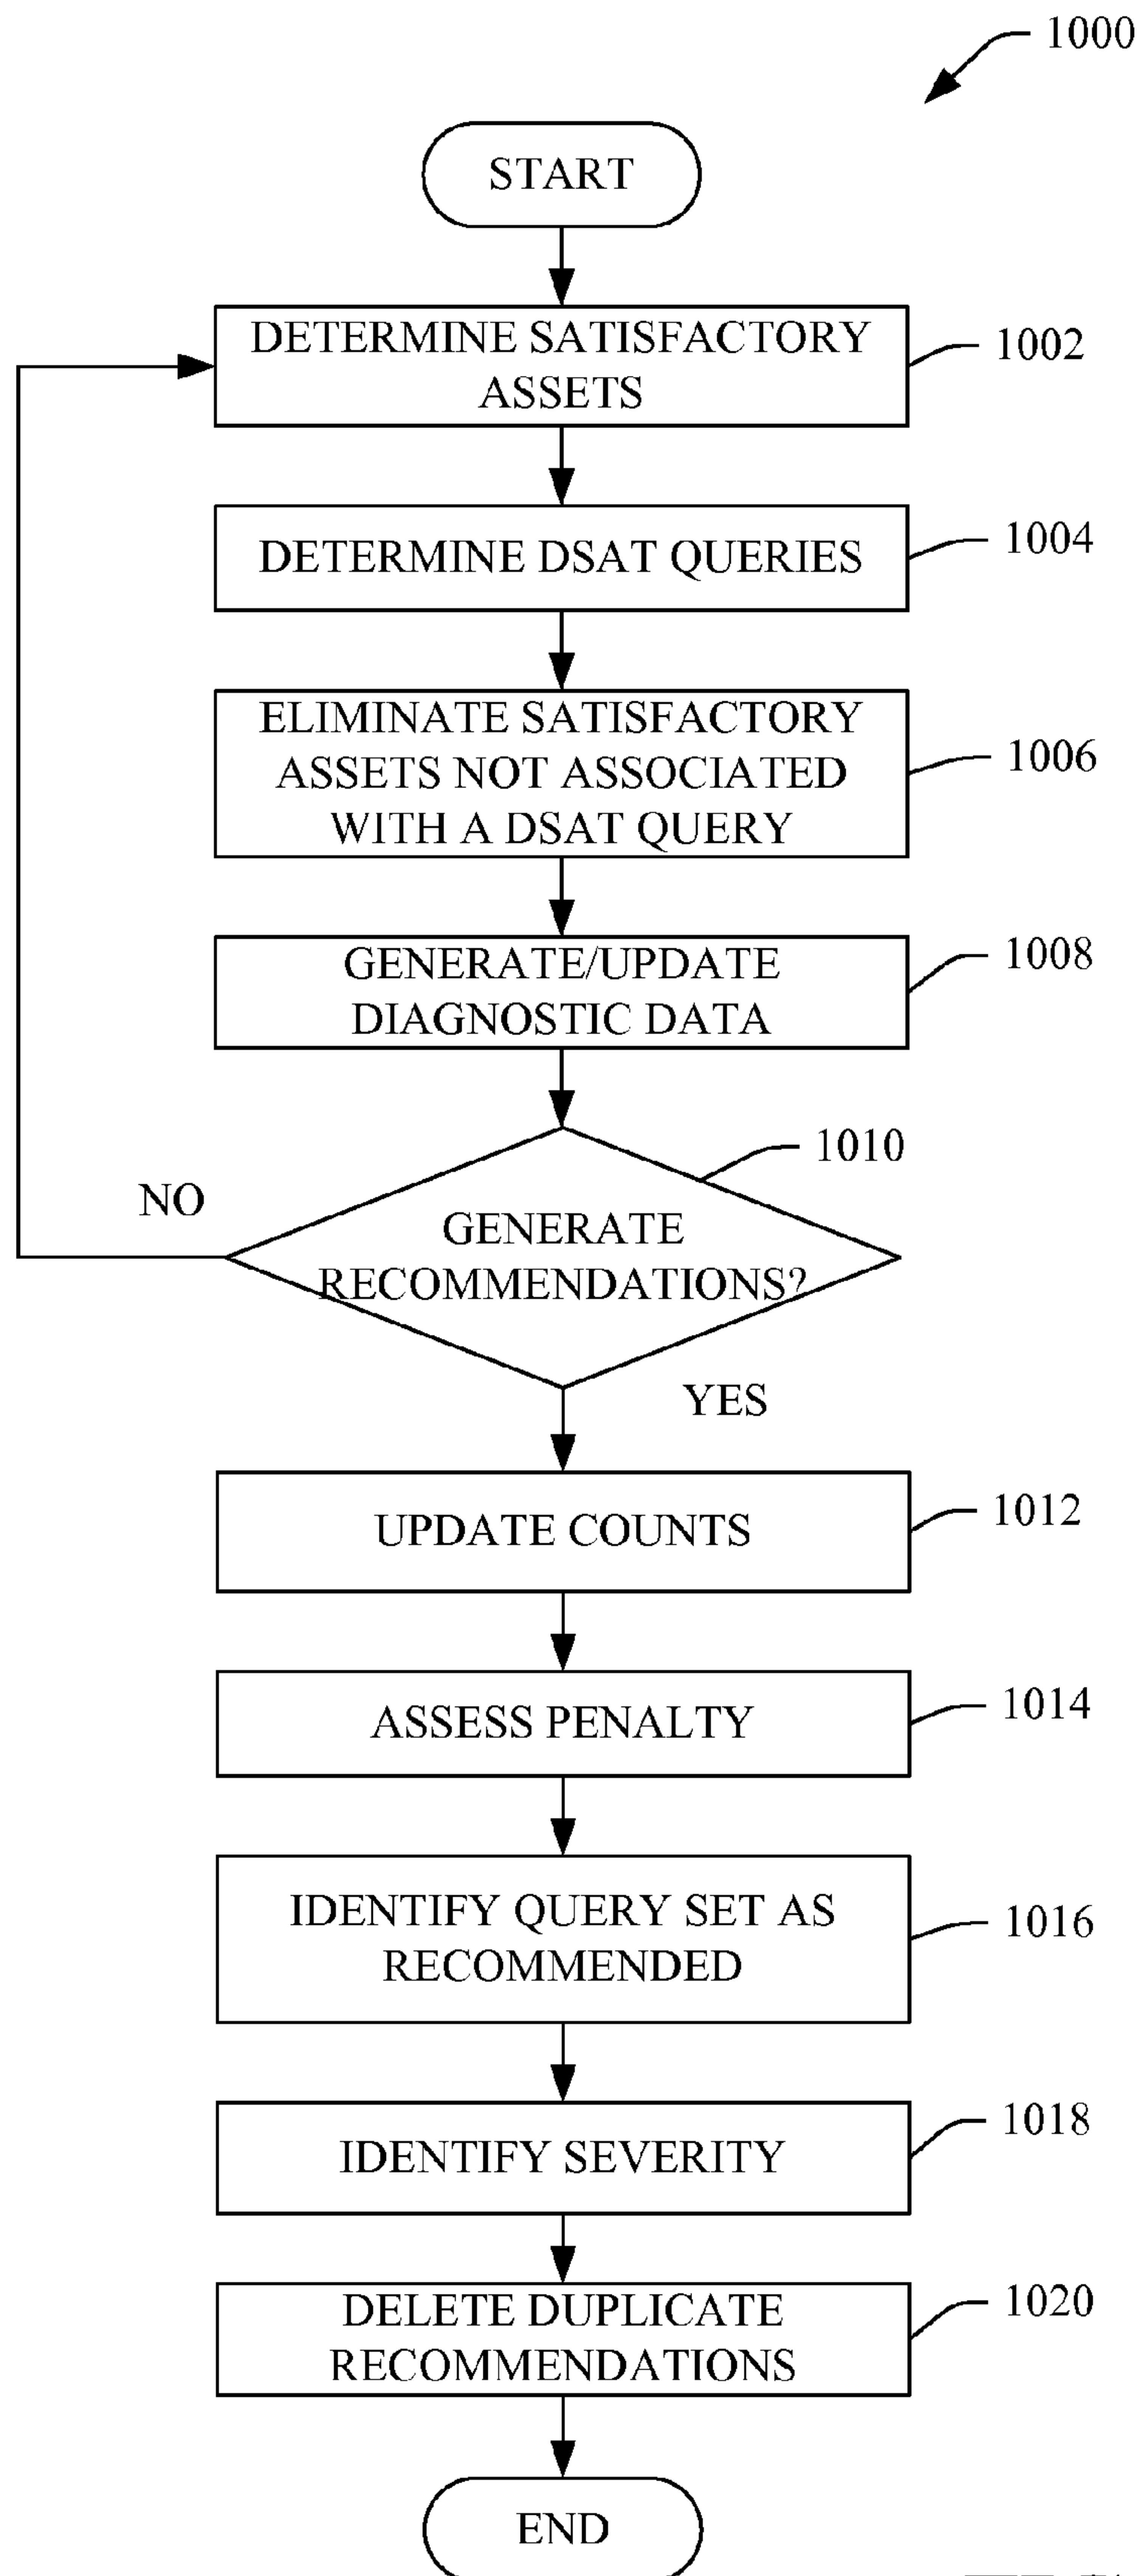 1000
START
DETERMINE SATISFACTORY
ASSETS
1002
DETERMINE DSAT QUERIES
1004
ELIMINATE SATISFACTORY
ASSETS NOT ASSOCIATED
WITH A DSAT QUERY
1006
GENERATE/UPDATE
DIAGNOSTIC DATA
1008
1010
NO
GENERATE
RECOMMENDATIONS?
YES
UPDATE COUNTS
1012
ASSESS PENALTY
1014
IDENTIFY QUERY SET AS
RECOMMENDED
1016
IDENTIFY SEVERITY
1018
DELETE DUPLICATE
RECOMMENDATIONS
1020
END